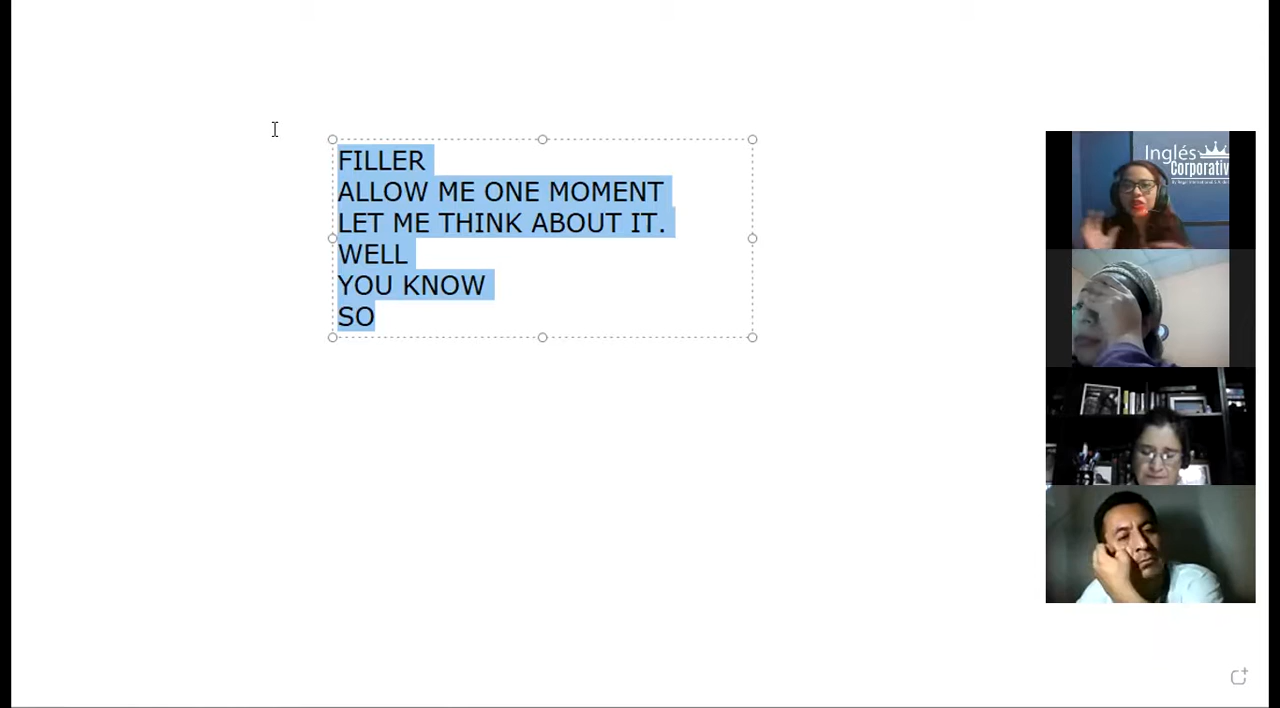 FILLER
ALLOW ME ONE MOMENT
LET ME THINK ABOUT IT.
WELL
YOU KNOW
SO
Inglés
Corporativ